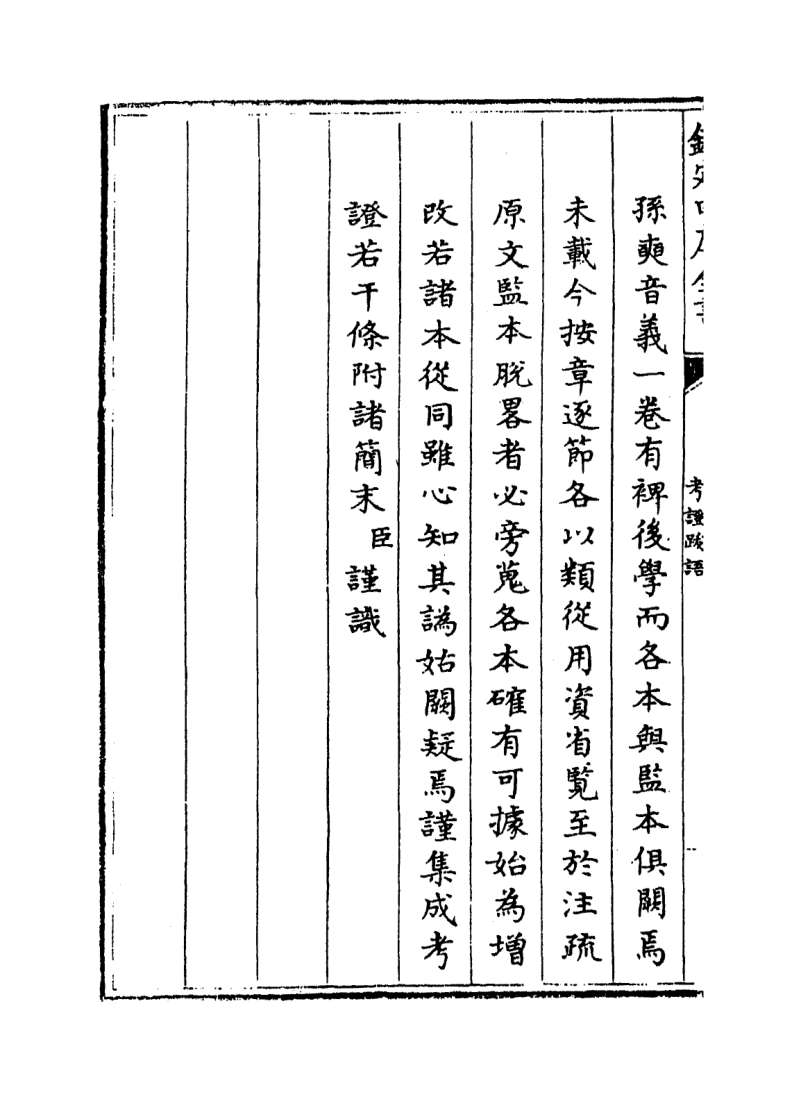 欽定四庫全書
考證跋語
孫奭音義一卷有裨後學而各本與監本俱闕焉
未載今按章逐節各以類從用資省覽至於注疏
原文監本脫畧者必旁蒐各本確有可據始為增
改若諸本從同雖心知其譌姑闕疑焉謹集成考
證若干條附諸簡末臣謹識